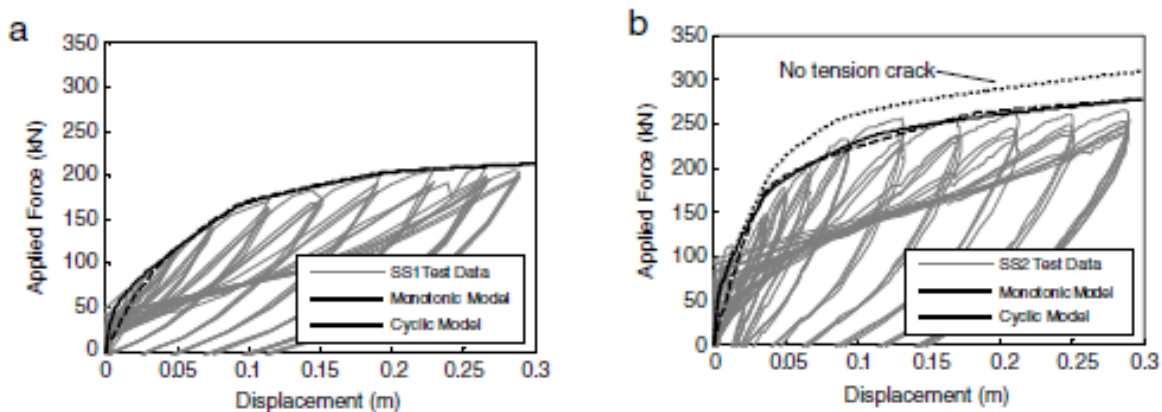 a
350
300
250
200
150
100
50
0
Applied Force (kN)
0
0.05
0.1
0.15
0.2
0.25
0.3
Displacement (m)
SS1Test Data
Monotonic Model
Cyclic Model
b
350
300
250
200
150
100
50
0
Applied Force (kN)
0
0.05
0.1
0.15
0.2
0.25
0.3
Displacement (m)
No tension crack
SS2 Test Data
Monotonic Model
Cyclic Model